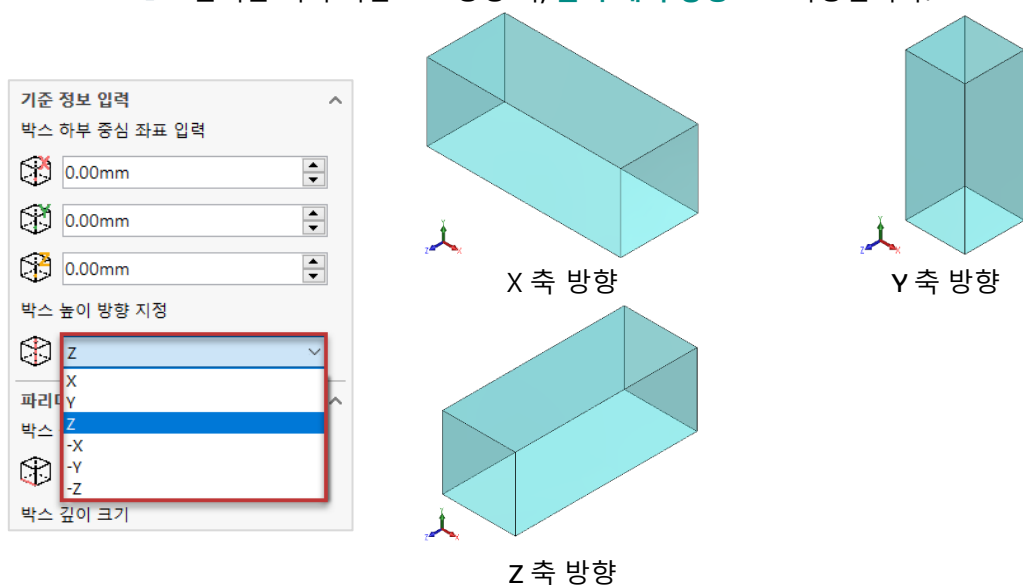 기준 정보 입력
박스 하부 중심 좌표 입력
0.00mm
0.00mm
0.00mm
박스 높이 방향 지정
Z
X
Y
Z
-X
-Y
-Z
박스
박스 깊이 크기
X 축 방향
Y 축 방향
Z 축 방향